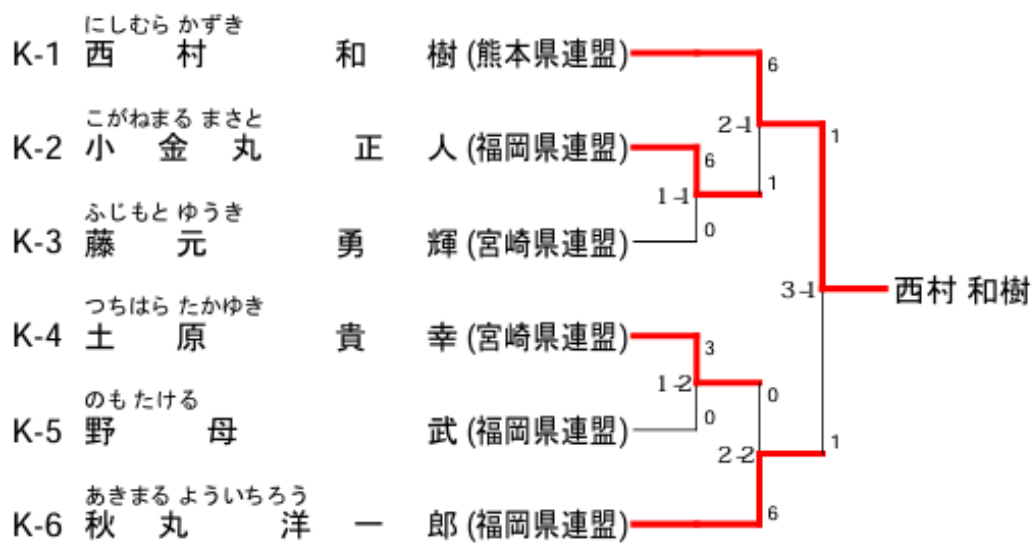 にしむら かずき
K-1 西村 和樹 (熊本県連盟)
6
2-1
1
こがねまる まさと
K-2 小金丸 正人 (福岡県連盟)
6
1-1
1
ふじもと ゆうき
K-3 藤元 勇輝 (宮崎県連盟)
0
3-1
西村 和樹
つちはら たかゆき
K-4 土原 貴幸 (宮崎県連盟)
3
1-2
0
のも たける
K-5 野母 武 (福岡県連盟)
0
2-2
1
あきまる よういちろう
K-6 秋丸 洋一郎 (福岡県連盟)
6